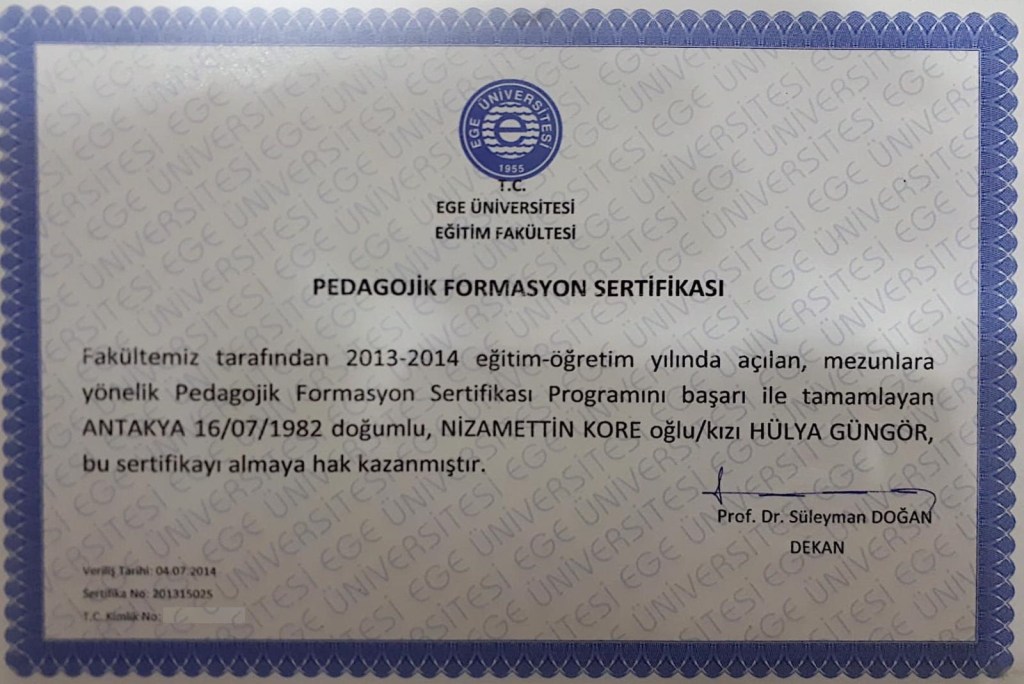 EGE ÜNİVERSİTESİ
e
1955
T.C.
EGE ÜNİVERSİTESİ
EĞİTİM FAKÜLTESİ
PEDAGOJİK FORMASYON SERTİFİKASI
Fakültemiz tarafından 2013-2014 eğitim-öğretim yılında açılan, mezunlara
yönelik Pedagojik Formasyon Sertifikası Programını başarı ile tamamlayan
ANTAKYA 16/07/1982 doğumlu, NİZAMETTİN KORE oğlu/kızı HÜLYA GÜNGÖR,
bu sertifikayı almaya hak kazanmıştır.
Prof. Dr. Süleyman DOĞAN
DEKAN
Veriliş Tarihi: 04.07.2014
Sertifika No: 201315025
T.C. Kimlik No: